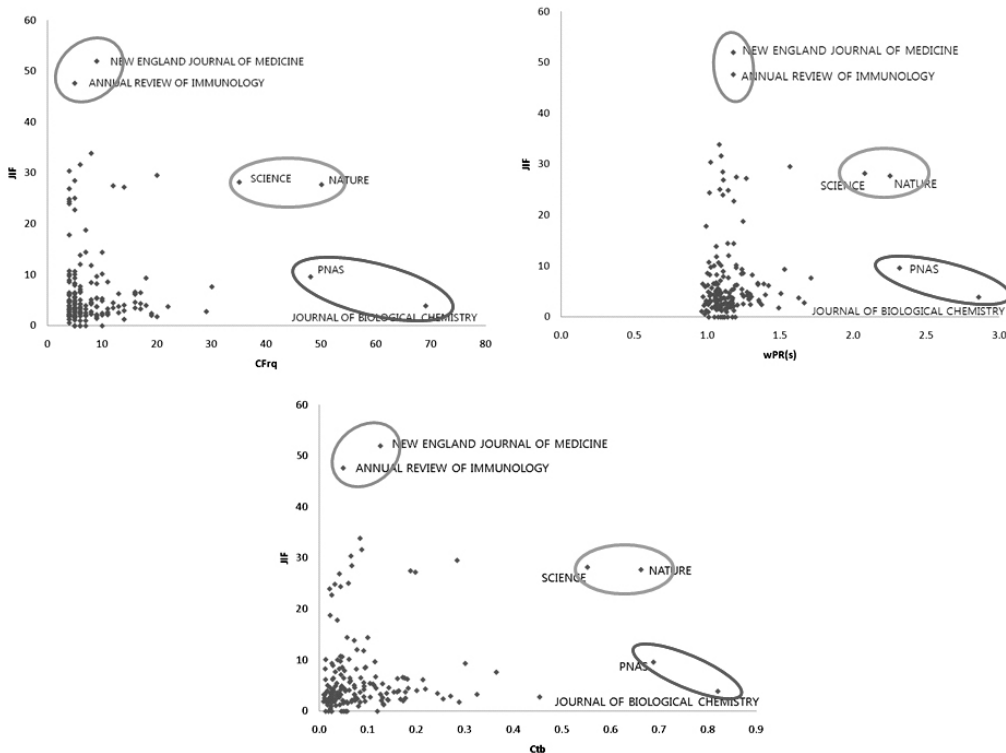 60
50
40
30
20
10
0
JIF
NEW ENGLAND JOURNAL OF MEDICINE
ANNUAL REVIEW OF IMMUNOLOGY
SCIENCE
NATURE
PNAS
JOURNAL OF BIOLOGICAL CHEMISTRY
0 10 20 30 40 50 60 70 80
CFrq
60
50
40
30
20
10
0
JIF
NEW ENGLAND JOURNAL OF MEDICINE
ANNUAL REVIEW OF IMMUNOLOGY
SCIENCE
NATURE
PNAS
JOURNAL OF BIOLOGICAL CHEMISTRY
0.0 0.5 1.0 1.5 2.0 2.5 3.0
wPR(s)
60
50
40
30
20
10
0
JIF
NEW ENGLAND JOURNAL OF MEDICINE
ANNUAL REVIEW OF IMMUNOLOGY
SCIENCE
NATURE
PNAS
JOURNAL OF BIOLOGICAL CHEMISTRY
0.0 0.1 0.2 0.3 0.4 0.5 0.6 0.7 0.8 0.9
Ctb